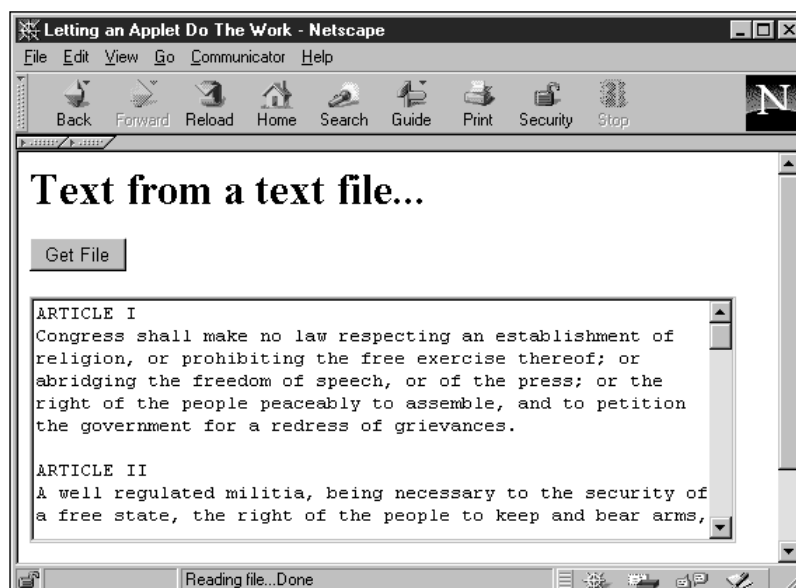 Letting an Applet Do The Work - Netscape
File Edit View Go Communicator Help
Back Forward Reload Home Search Guide Print Security Stop
N
Text from a text file...
Get File
ARTICLE I
Congress shall make no law respecting an establishment of
religion, or prohibiting the free exercise thereof; or
abridging the freedom of speech, or of the press; or the
right of the people peaceably to assemble, and to petition
the government for a redress of grievances.
ARTICLE II
A well regulated militia, being necessary to the security of
a free state, the right of the people to keep and bear arms,
Reading file...Done